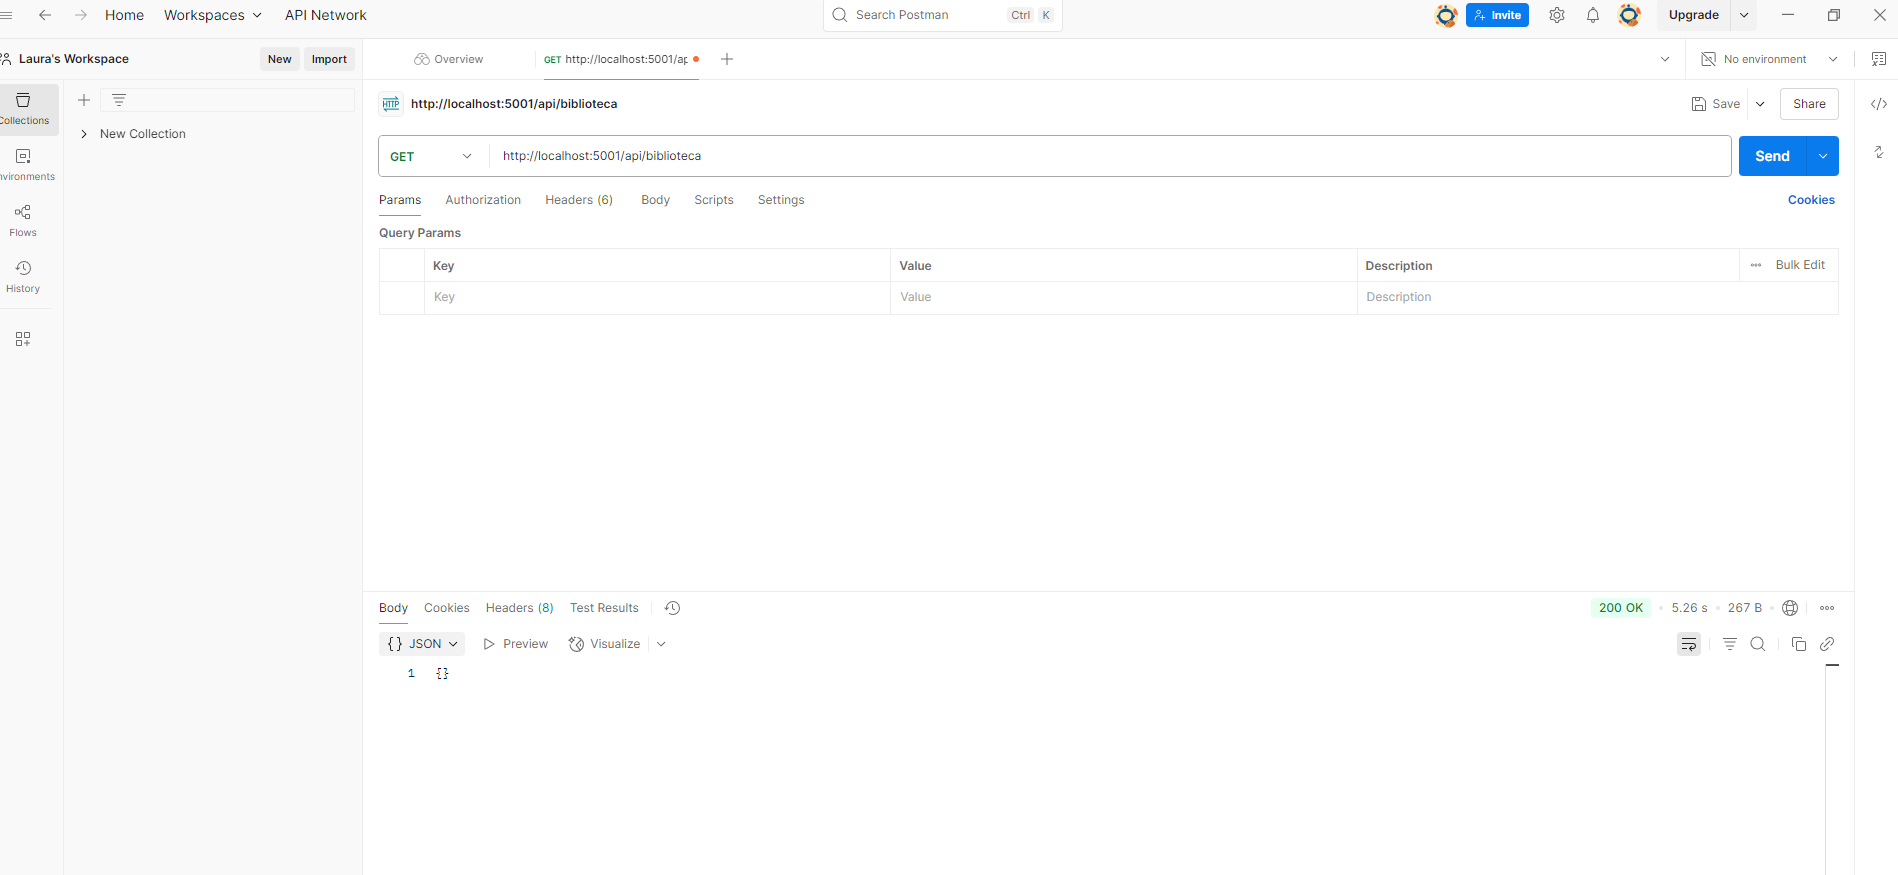 Home Workspaces API Network Search Postman Ctrl K Invite Upgrade
Laura's Workspace New Import Overview GET http://localhost:5001/ap No environment
http://localhost:5001/api/biblioteca Save Share
Collections
New Collection
GET http://localhost:5001/api/biblioteca Send
nvironments
Params Authorization Headers (6) Body Scripts Settings Cookies
Flows
Query Params
Key Value Description Bulk Edit
History
Key Value Description
Body Cookies Headers (8) Test Results 200 OK 5.26 s 267 B
{} JSON Preview Visualize
1 {}